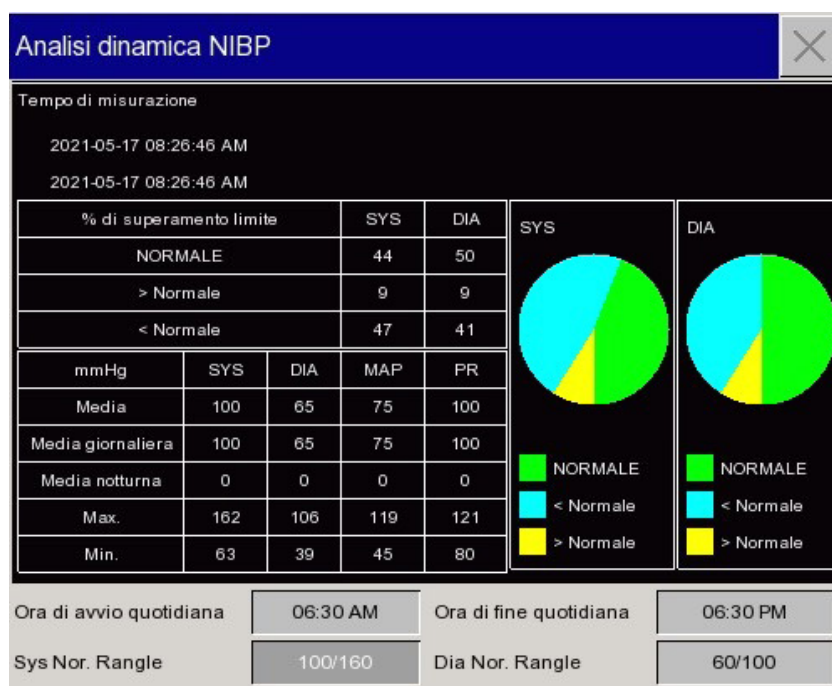 Analisi dinamica NIBP
Tempo di misurazione
2021-05-17 08:26:46 AM
2021-05-17 08:26:46 AM
% di superamento limite SYS DIA
NORMALE 44 50
> Normale 9 9
< Normale 47 41
mmHg SYS DIA MAP PR
Media 100 65 75 100
Media giornaliera 100 65 75 100
Media notturna 0 0 0 0
Max. 162 106 119 121
Min. 63 39 45 80
SYS
NORMALE
< Normale
> Normale
DIA
NORMALE
< Normale
> Normale
Ora di avvio quotidiana 06:30 AM Ora di fine quotidiana 06:30 PM
Sys Nor. Rangle 100/160 Dia Nor. Rangle 60/100